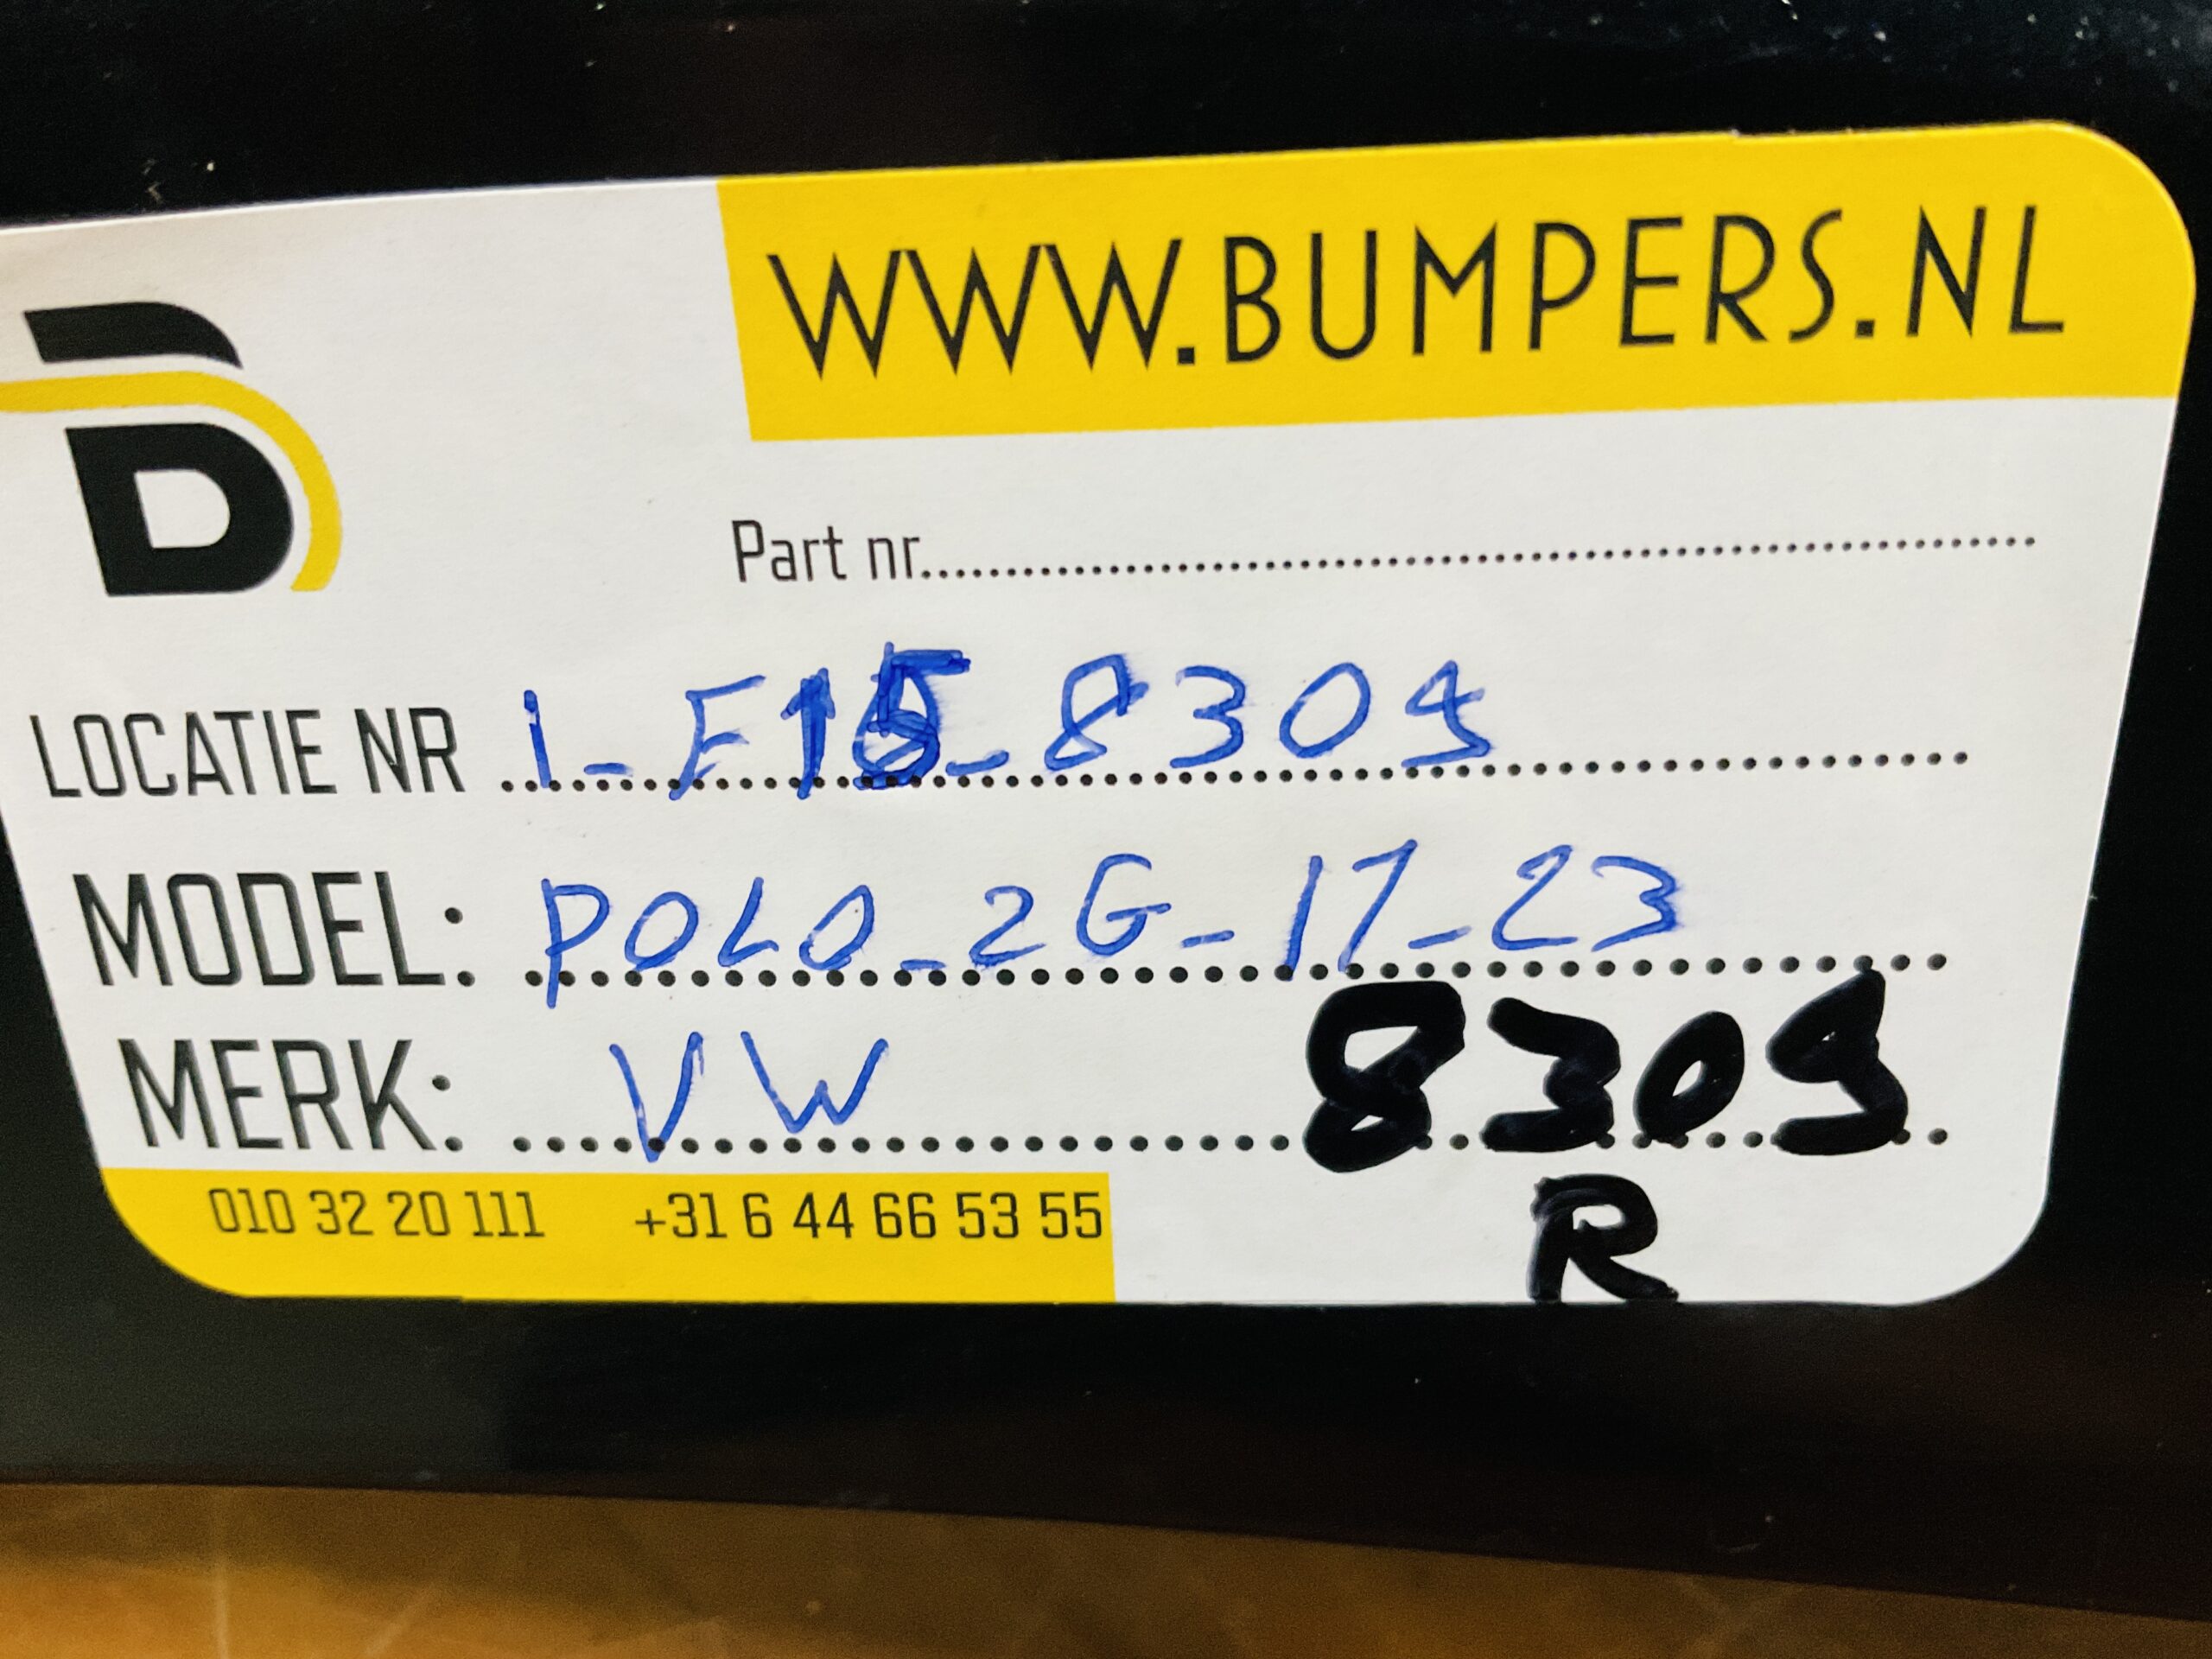 WWW.BUMPERS.NL
Part nr..............................
LOCATIE NR 1_F15_8309
MODEL: POLO_2G_17_23
MERK: VW 8309
R
010 32 20 111 +31 6 44 66 53 55